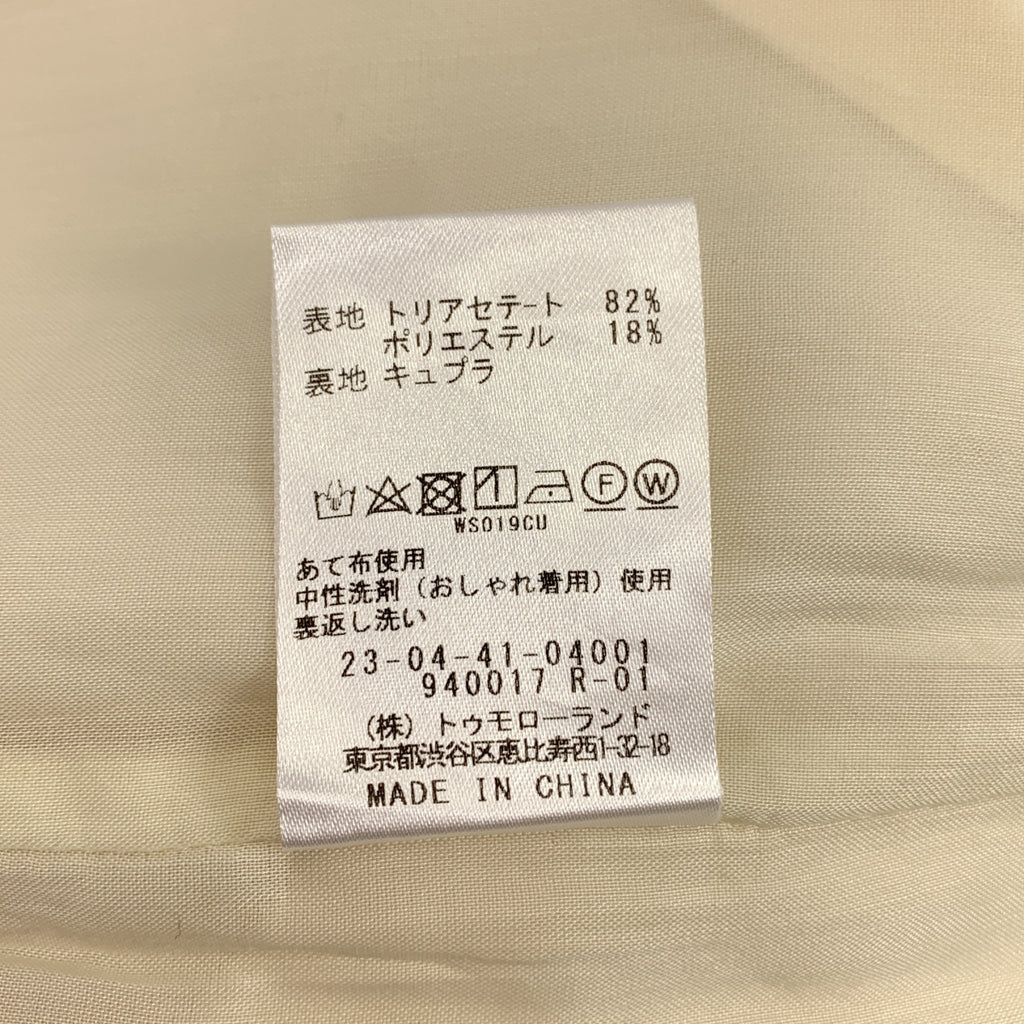 表地 トリアセテート 82%
ポリエステル 18%
裏地 キュプラ
F W
WS019CU
あて布使用
中性洗剤（おしゃれ着用）使用
裏返し洗い
23-04-41-04001
940017 R-01
（株）トゥモローランド
東京都渋谷区恵比寿西1-32-18
MADE IN CHINA